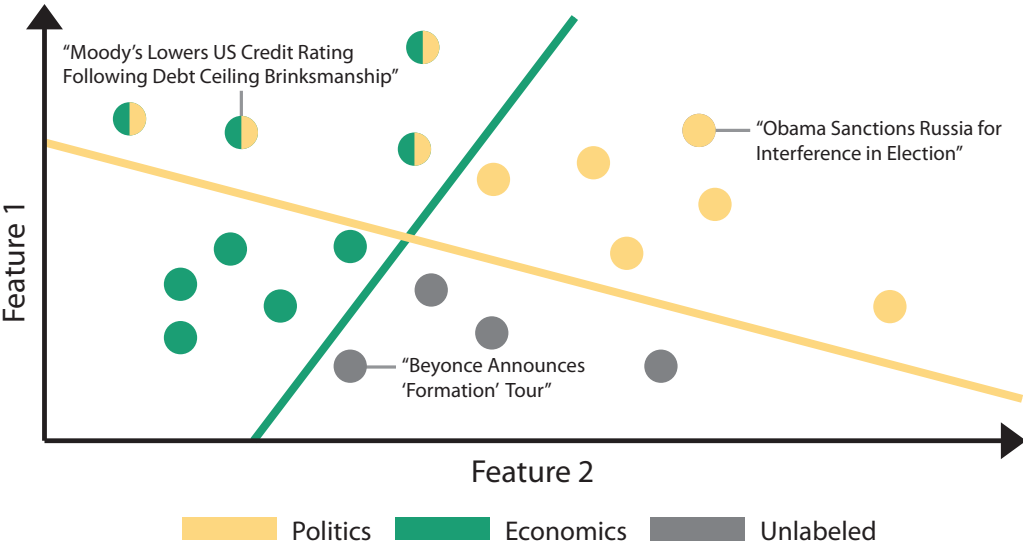 “Moody’s Lowers US Credit Rating
Following Debt Ceiling Brinksmanship”
“Obama Sanctions Russia for
Interference in Election”
Feature 1
“Beyonce Announces
‘Formation’ Tour”
Feature 2
Politics
Economics
Unlabeled